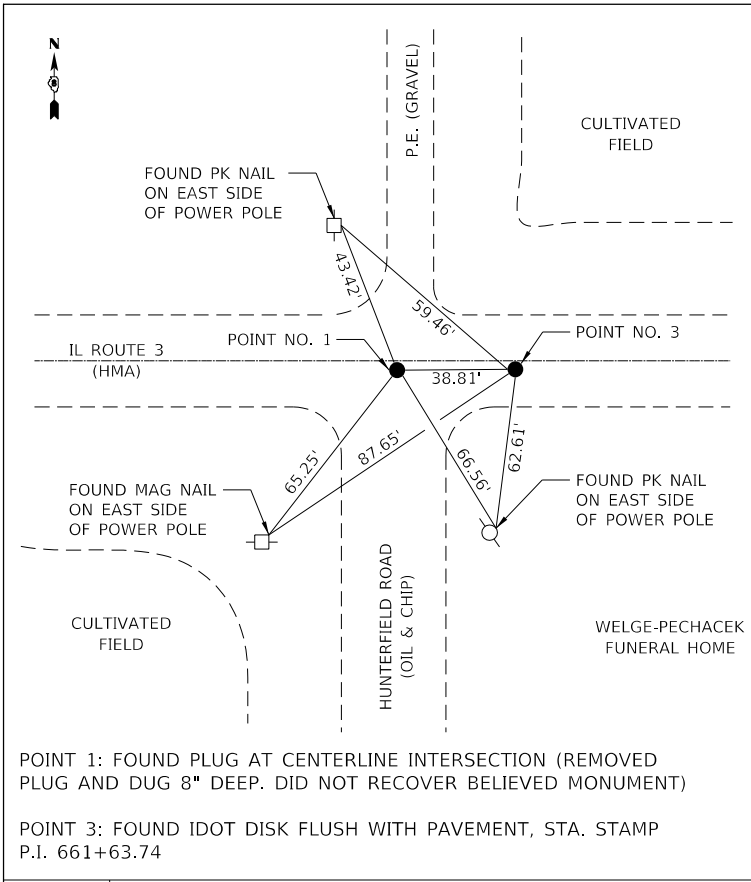 N
P.E. (GRAVEL)
CULTIVATED
FIELD
FOUND PK NAIL
ON EAST SIDE
OF POWER POLE
43.42'
59.46'
IL ROUTE 3
(HMA)
POINT NO. 1
POINT NO. 3
38.81'
65.25'
87.65'
66.56'
62.61'
FOUND MAG NAIL
ON EAST SIDE
OF POWER POLE
FOUND PK NAIL
ON EAST SIDE
OF POWER POLE
CULTIVATED
FIELD
HUNTERFIELD ROAD
(OIL & CHIP)
WELGE-PECHACEK
FUNERAL HOME
POINT 1: FOUND PLUG AT CENTERLINE INTERSECTION (REMOVED
PLUG AND DUG 8" DEEP. DID NOT RECOVER BELIEVED MONUMENT)
POINT 3: FOUND IDOT DISK FLUSH WITH PAVEMENT, STA. STAMP
P.I. 661+63.74